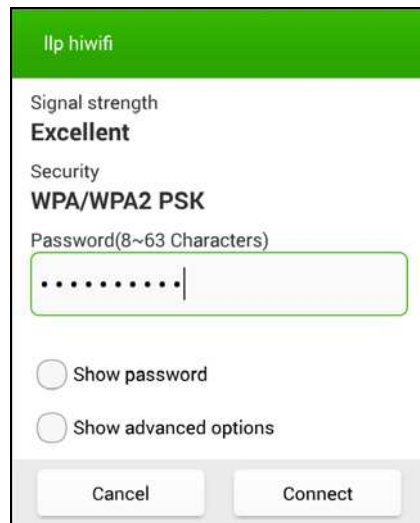 llp hiwifi
Signal strength
Excellent
Security
WPA/WPA2 PSK
Password(8~63 Characters)
••••••••••
Show password
Show advanced options
Cancel
Connect